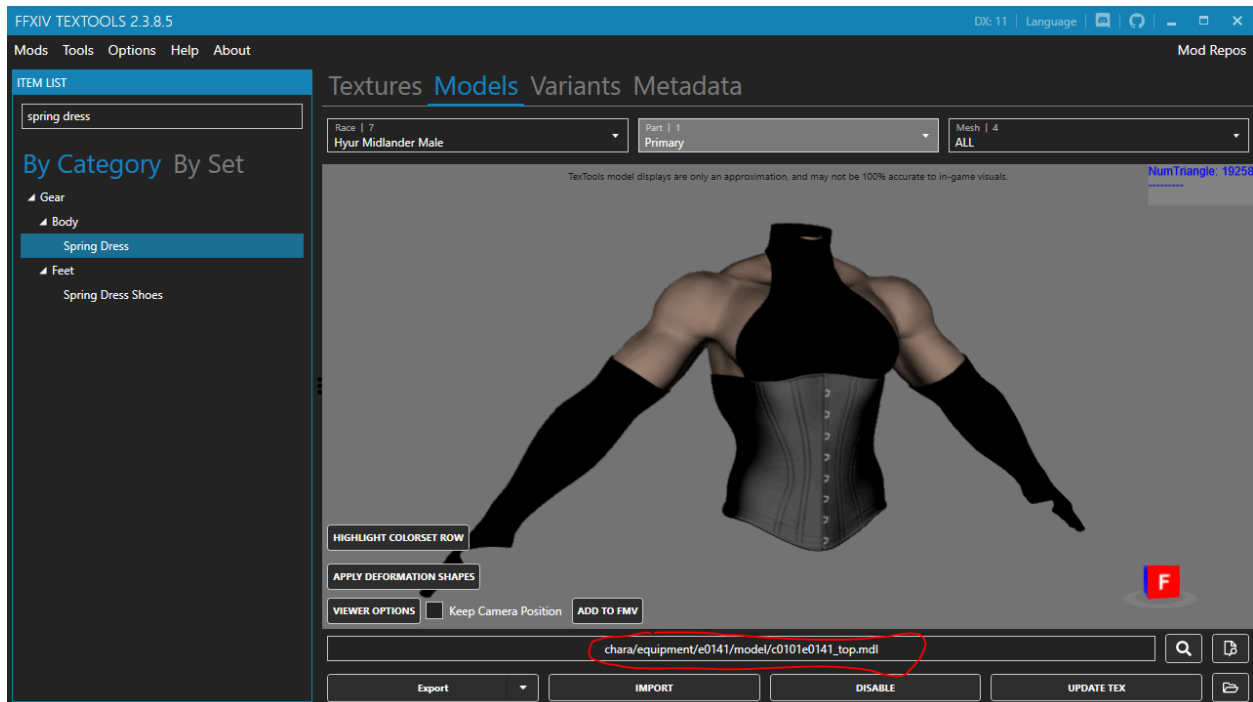 FFXIV TEXTOOLS 2.3.8.5
DX: 11 | Language
Mods Tools Options Help About
Mod Repos
ITEM LIST
spring dress
By Category By Set
Gear
Body
Spring Dress
Feet
Spring Dress Shoes
Textures Models Variants Metadata
Race | 7
Hyur Midlander Male
Part | 1
Primary
Mesh | 4
ALL
TexTools model displays are only an approximation, and may not be 100% accurate to in-game visuals.
NumTriangle: 19258
---------
HIGHLIGHT COLORSET ROW
APPLY DEFORMATION SHAPES
VIEWER OPTIONS Keep Camera Position ADD TO FMV
F
chara/equipment/e0141/model/c0101e0141_top.mdl
Export IMPORT DISABLE UPDATE TEX